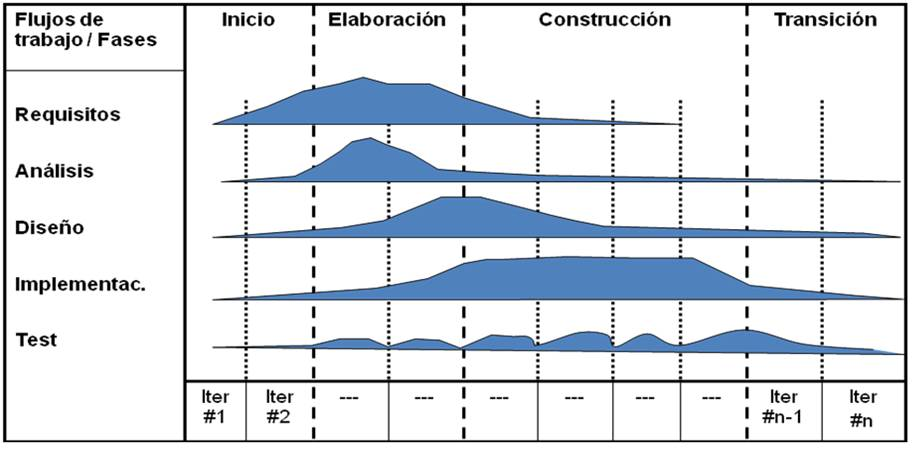 Flujos de trabajo / Fases
Inicio
Elaboración
Construcción
Transición
Requisitos
Análisis
Diseño
Implementac.
Test
Iter #1
Iter #2
---
---
---
---
---
---
Iter #n-1
Iter #n